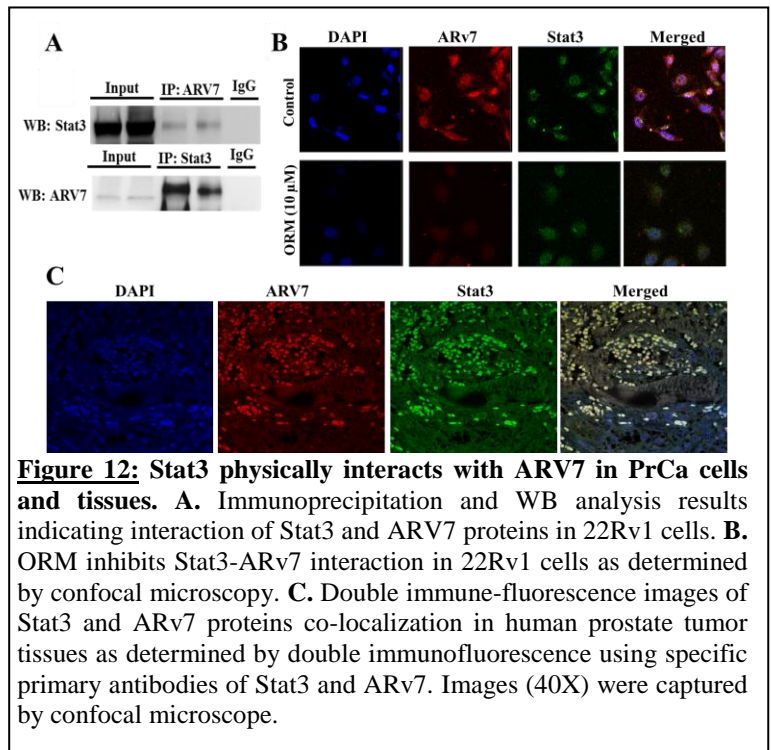 A
Input IP: ARV7 IgG
WB: Stat3
Input IP: Stat3 IgG
WB: ARV7
B
DAPI ARv7 Stat3 Merged
Control
ORM (10 µM)
C
DAPI ARV7 Stat3 Merged
Figure 12: Stat3 physically interacts with ARV7 in PrCa cells
and tissues. A. Immunoprecipitation and WB analysis results
indicating interaction of Stat3 and ARV7 proteins in 22Rv1 cells. B.
ORM inhibits Stat3-ARv7 interaction in 22Rv1 cells as determined
by confocal microscopy. C. Double immune-fluorescence images of
Stat3 and ARv7 proteins co-localization in human prostate tumor
tissues as determined by double immunofluorescence using specific
primary antibodies of Stat3 and ARv7. Images (40X) were captured
by confocal microscope.